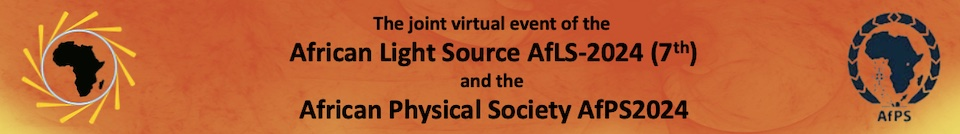 The joint virtual event of the
African Light Source AfLS-2024 (7th)
and the
African Physical Society AfPS2024
AfPS